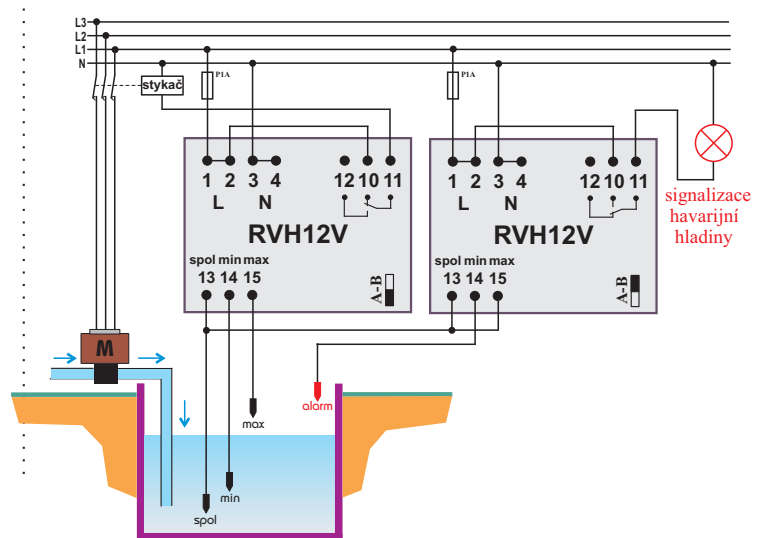 L3
L2
L1
N
stykač
P1A
P1A
1 2 3 4 12 10 11
L N
RVH12V
spol min max
13 14 15
A-B
1 2 3 4 12 10 11
L N
RVH12V
spol min max
13 14 15
A-B
signalizace
havarijní
hladiny
M
alarm
max
min
spol